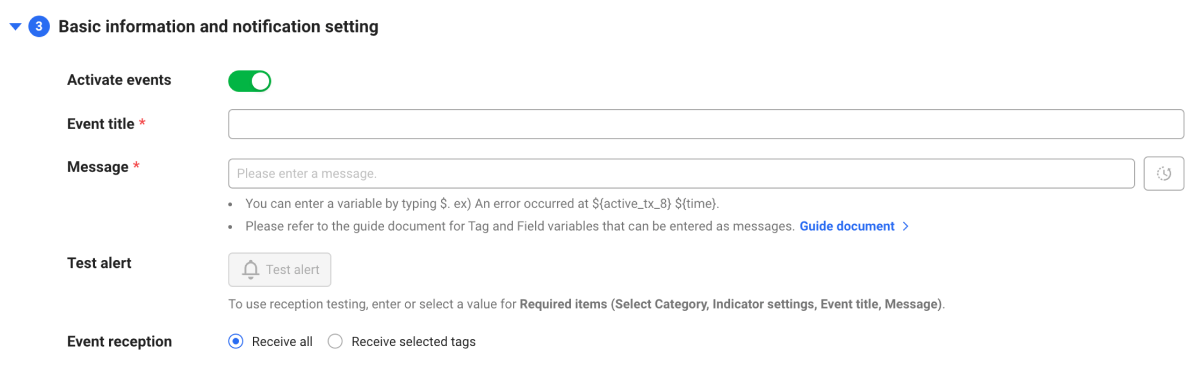 3 Basic information and notification setting
Activate events
Event title *
Message *
Please enter a message.
• You can enter a variable by typing $. ex) An error occurred at ${active_tx_8} ${time}.
• Please refer to the guide document for Tag and Field variables that can be entered as messages. Guide document >
Test alert
Test alert
To use reception testing, enter or select a value for Required items (Select Category, Indicator settings, Event title, Message).
Event reception
Receive all
Receive selected tags